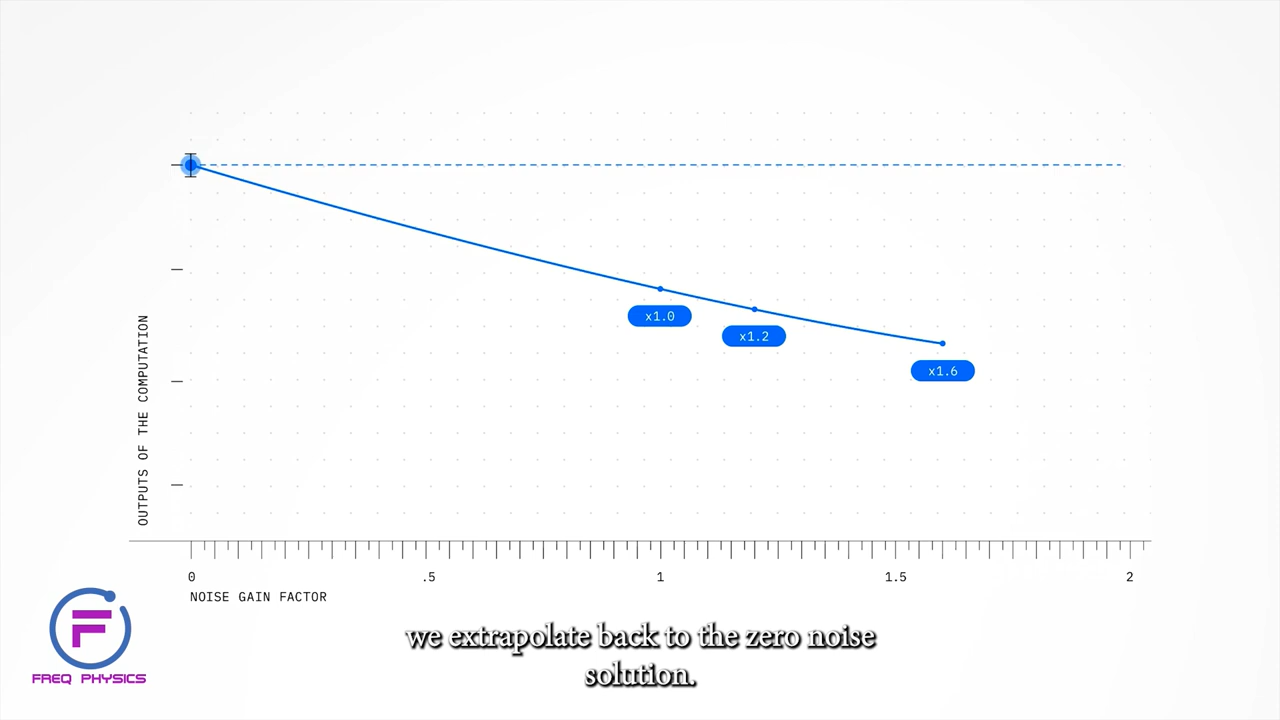 x1.0
x1.2
x1.6
OUTPUTS OF THE COMPUTATION
0 .5 1 1.5 2
NOISE GAIN FACTOR
we extrapolate back to the zero noise
solution.
F
FREQ PHYSICS